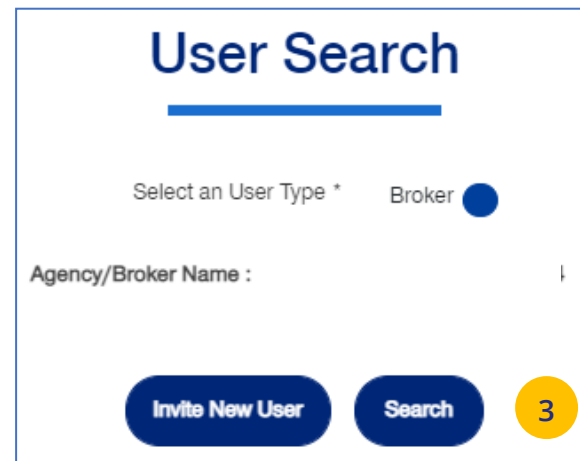 User Search
Select an User Type * Broker
Agency/Broker Name :
Invite New User Search 3